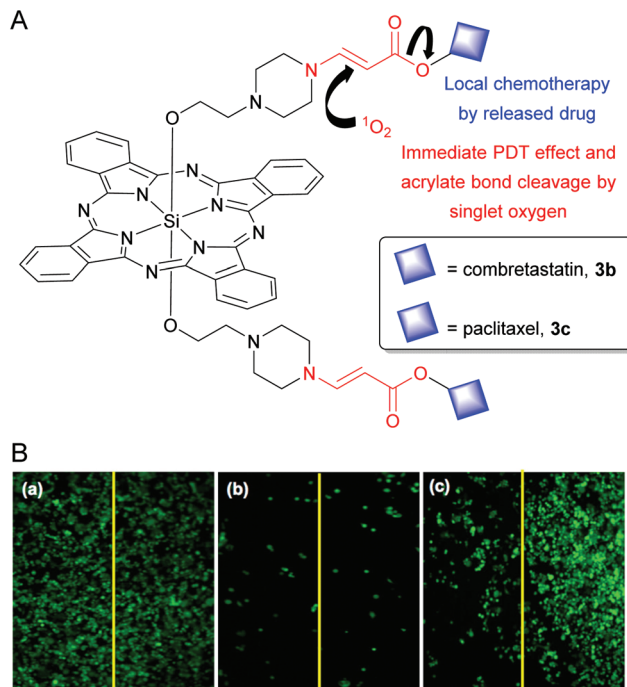 A
O
O
N
N
O
¹O₂
Local chemotherapy
by released drug
Immediate PDT effect and
acrylate bond cleavage by
singlet oxygen
N
N
N
N
Si
N
N
N
N
O
N
N
O
O
= combretastatin, 3b
= paclitaxel, 3c
B
(a)
(b)
(c)